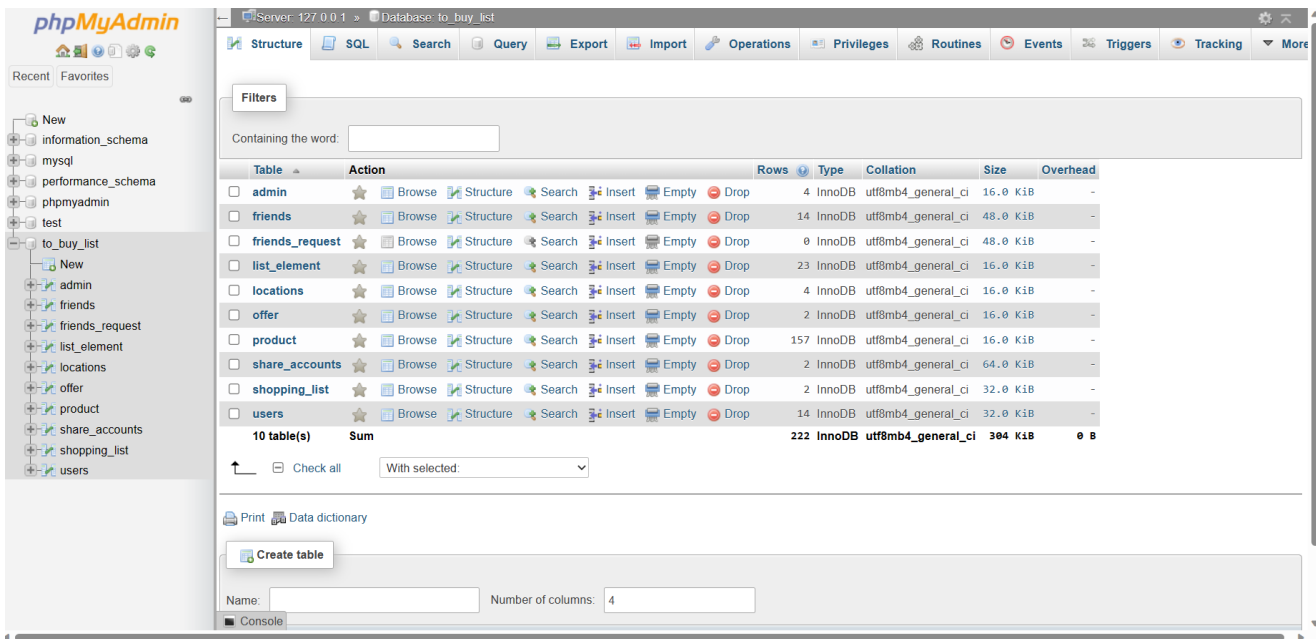 phpMyAdmin
Recent Favorites
New
information_schema
mysql
performance_schema
phpmyadmin
test
to_buy_list
New
admin
friends
friends_request
list_element
locations
offer
product
share_accounts
shopping_list
users
Server: 127.0.0.1 » Database: to_buy_list
Structure SQL Search Query Export Import Operations Privileges Routines Events Triggers Tracking More
Filters
Containing the word:
Table Action Rows Type Collation Size Overhead
admin Browse Structure Search Insert Empty Drop 4 InnoDB utf8mb4_general_ci 16.0 KiB -
friends Browse Structure Search Insert Empty Drop 14 InnoDB utf8mb4_general_ci 48.0 KiB -
friends_request Browse Structure Search Insert Empty Drop 0 InnoDB utf8mb4_general_ci 48.0 KiB -
list_element Browse Structure Search Insert Empty Drop 23 InnoDB utf8mb4_general_ci 16.0 KiB -
locations Browse Structure Search Insert Empty Drop 4 InnoDB utf8mb4_general_ci 16.0 KiB -
offer Browse Structure Search Insert Empty Drop 2 InnoDB utf8mb4_general_ci 16.0 KiB -
product Browse Structure Search Insert Empty Drop 157 InnoDB utf8mb4_general_ci 16.0 KiB -
share_accounts Browse Structure Search Insert Empty Drop 2 InnoDB utf8mb4_general_ci 64.0 KiB -
shopping_list Browse Structure Search Insert Empty Drop 2 InnoDB utf8mb4_general_ci 32.0 KiB -
users Browse Structure Search Insert Empty Drop 14 InnoDB utf8mb4_general_ci 32.0 KiB -
10 table(s) Sum 222 InnoDB utf8mb4_general_ci 304 KiB 0 B
Check all With selected:
Print Data dictionary
Create table
Name: Number of columns: 4
Console